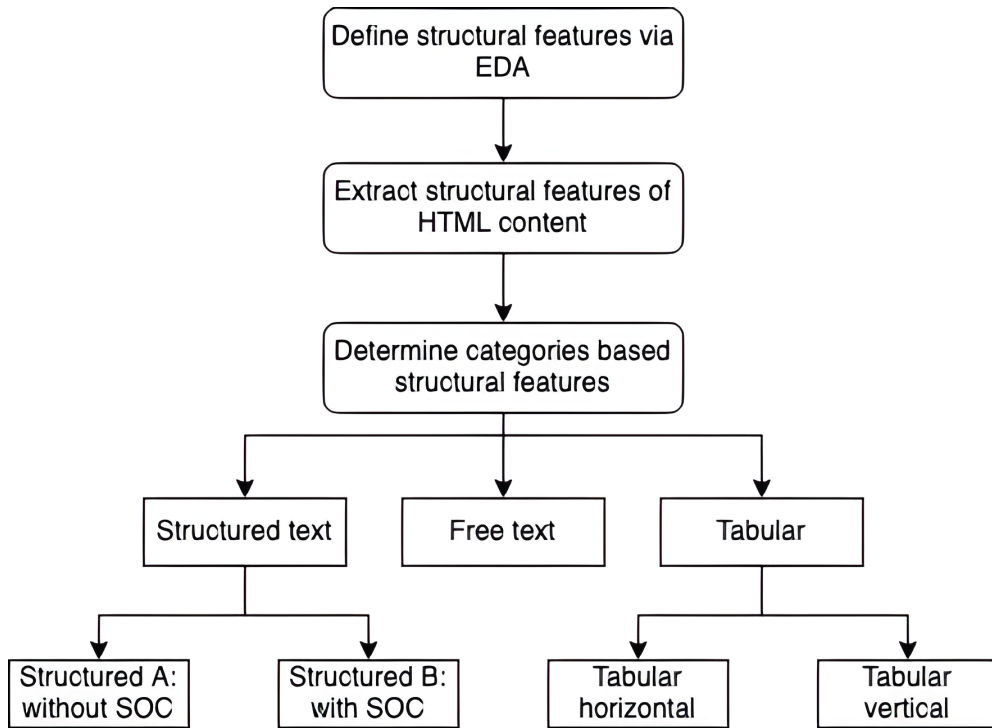 Define structural features via
EDA
Extract structural features of
HTML content
Determine categories based
structural features
Structured text
Free text
Tabular
Structured A:
without SOC
Structured B:
with SOC
Tabular
horizontal
Tabular
vertical